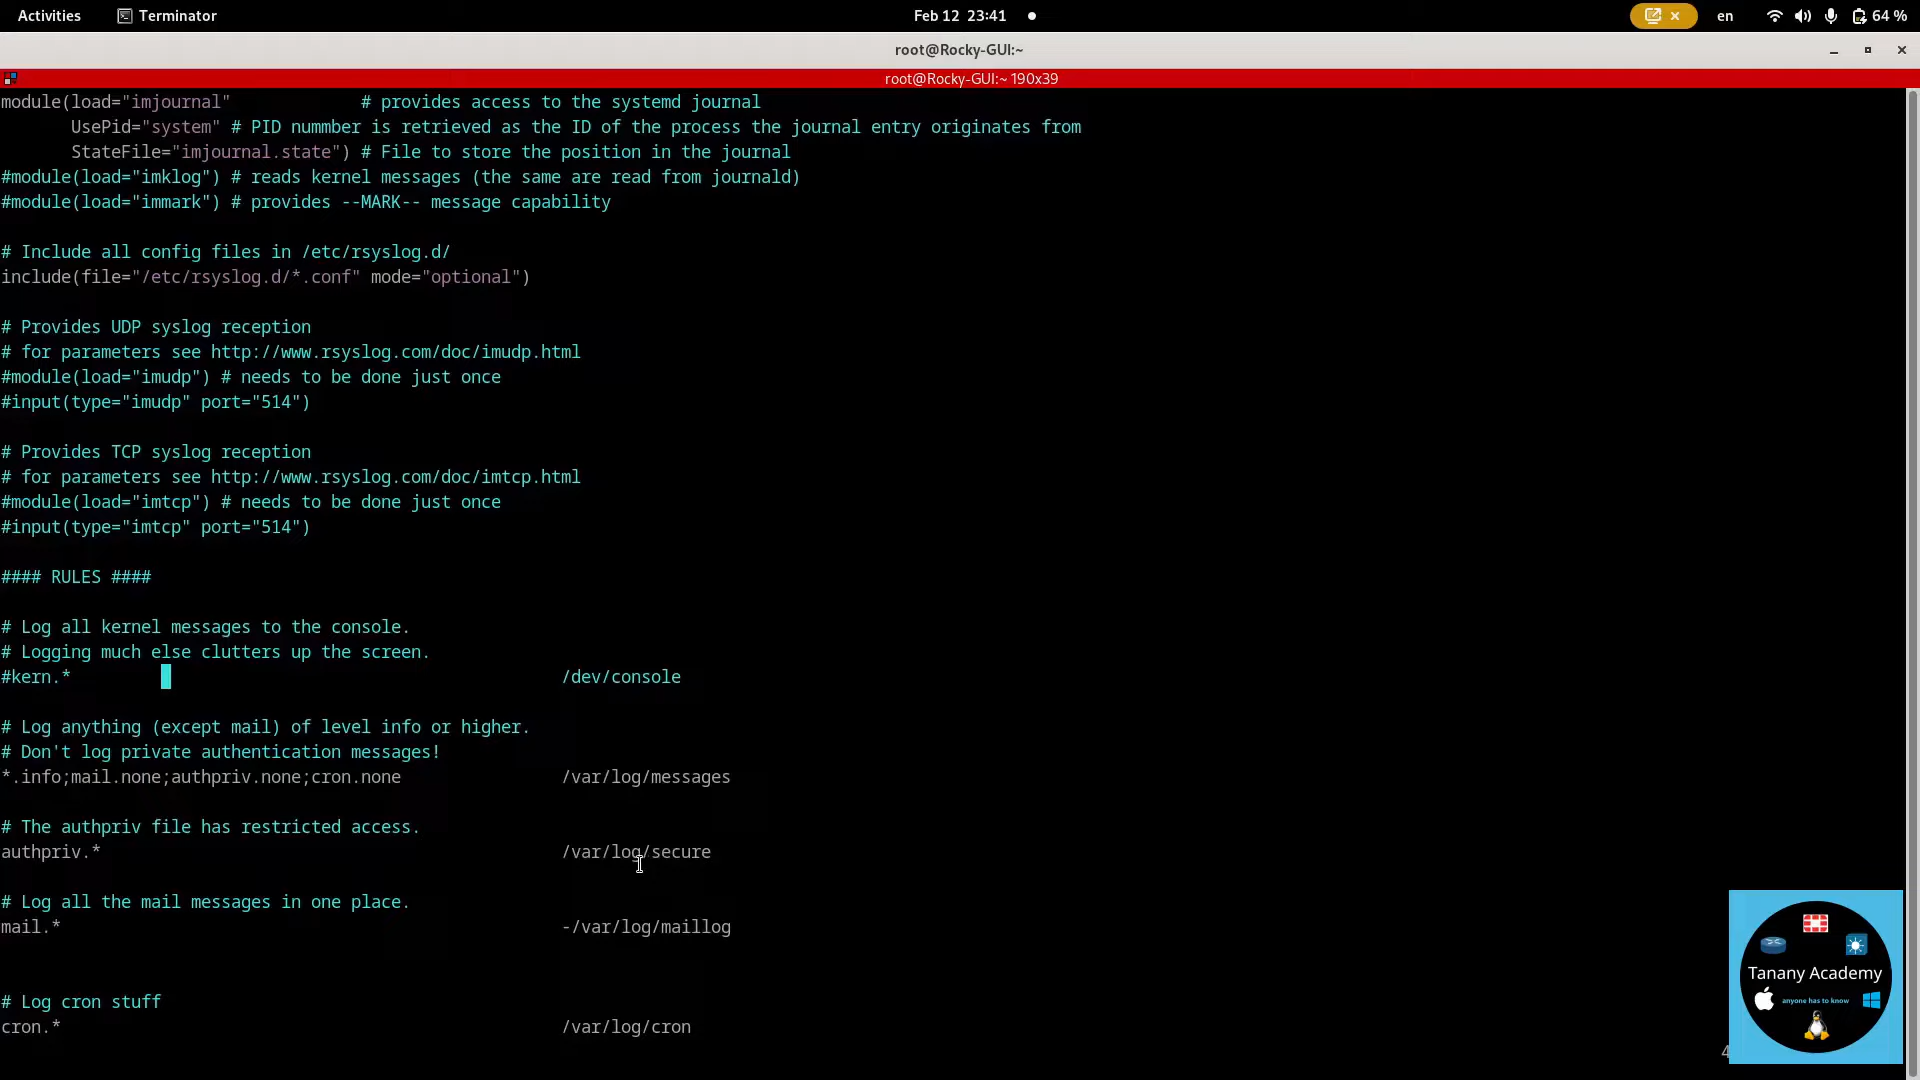 Activities Terminator Feb 12 23:41 en 64 %
root@Rocky-GUI:~
root@Rocky-GUI:~ 190x39
module(load="imjournal" # provides access to the systemd journal
UsePid="system" # PID nummber is retrieved as the ID of the process the journal entry originates from
StateFile="imjournal.state") # File to store the position in the journal
#module(load="imklog") # reads kernel messages (the same are read from journald)
#module(load="immark") # provides --MARK-- message capability
# Include all config files in /etc/rsyslog.d/
include(file="/etc/rsyslog.d/*.conf" mode="optional")
# Provides UDP syslog reception
# for parameters see http://www.rsyslog.com/doc/imudp.html
#module(load="imudp") # needs to be done just once
#input(type="imudp" port="514")
# Provides TCP syslog reception
# for parameters see http://www.rsyslog.com/doc/imtcp.html
#module(load="imtcp") # needs to be done just once
#input(type="imtcp" port="514")
#### RULES ####
# Log all kernel messages to the console.
# Logging much else clutters up the screen.
#kern.* /dev/console
# Log anything (except mail) of level info or higher.
# Don't log private authentication messages!
*.info;mail.none;authpriv.none;cron.none /var/log/messages
# The authpriv file has restricted access.
authpriv.* /var/log/secure
# Log all the mail messages in one place.
mail.* -/var/log/maillog
# Log cron stuff
cron.* /var/log/cron
4
Tanany Academy
anyone has to know